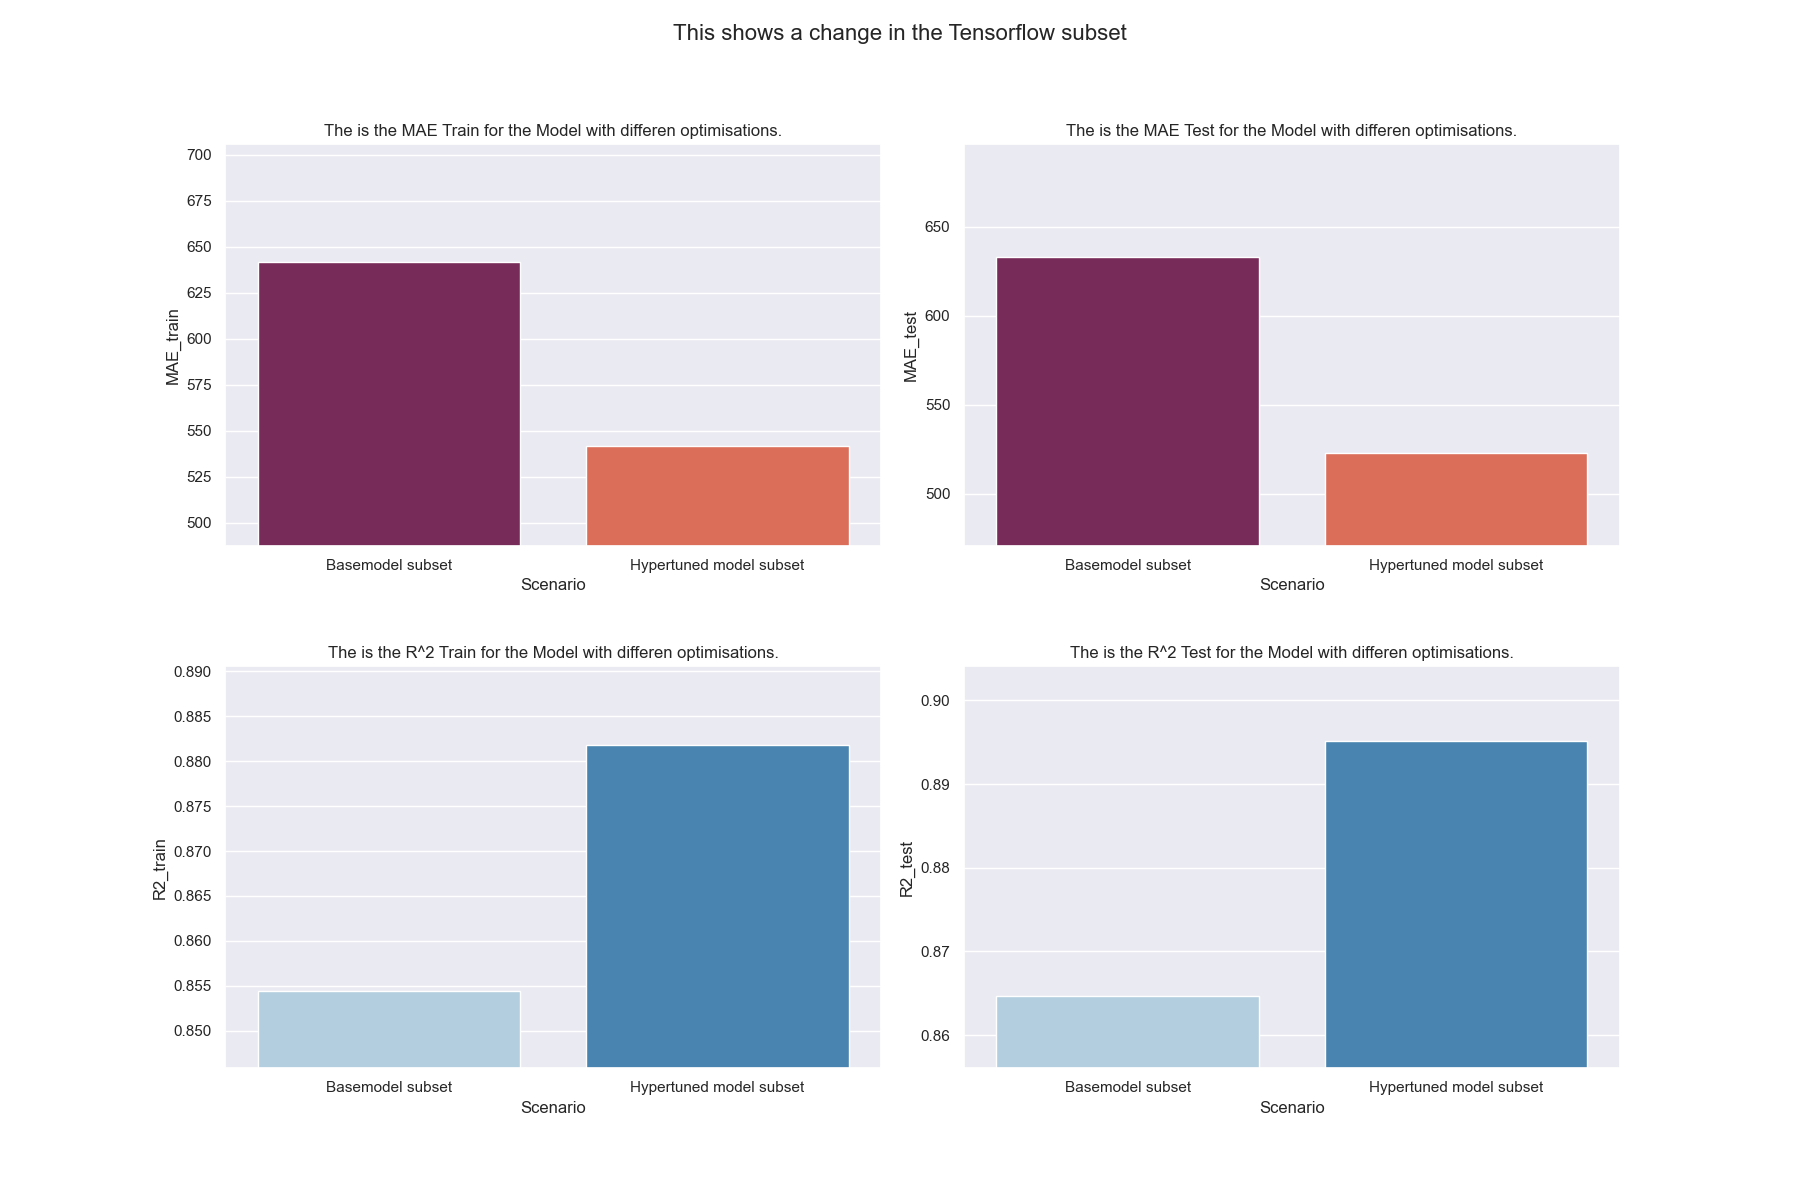 This shows a change in the Tensorflow subset
The is the MAE Train for the Model with differen optimisations.
700
675
650
625
600
575
550
525
500
MAE_train
Basemodel subset
Hypertuned model subset
Scenario
The is the MAE Test for the Model with differen optimisations.
650
600
550
500
MAE_test
Basemodel subset
Hypertuned model subset
Scenario
The is the R^2 Train for the Model with differen optimisations.
0.890
0.885
0.880
0.875
0.870
0.865
0.860
0.855
0.850
R2_train
Basemodel subset
Hypertuned model subset
Scenario
The is the R^2 Test for the Model with differen optimisations.
0.90
0.89
0.88
0.87
0.86
R2_test
Basemodel subset
Hypertuned model subset
Scenario